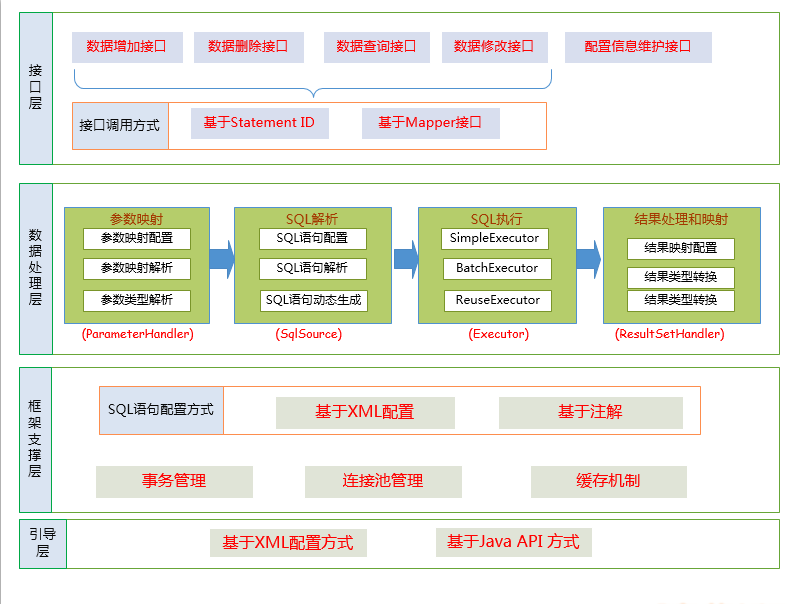 接口层
数据增加接口
数据删除接口
数据查询接口
数据修改接口
配置信息维护接口
接口调用方式
基于Statement ID
基于Mapper接口
数据处理层
参数映射
参数映射配置
参数映射解析
参数类型解析
(ParameterHandler)
SQL解析
SQL语句配置
SQL语句解析
SQL语句动态生成
(SqlSource)
SQL执行
SimpleExecutor
BatchExecutor
ReuseExecutor
(Executor)
结果处理和映射
结果映射配置
结果类型转换
结果类型转换
(ResultSetHandler)
框架支撑层
SQL语句配置方式
基于XML配置
基于注解
事务管理
连接池管理
缓存机制
引导
层
基于XML配置方式
基于Java API 方式